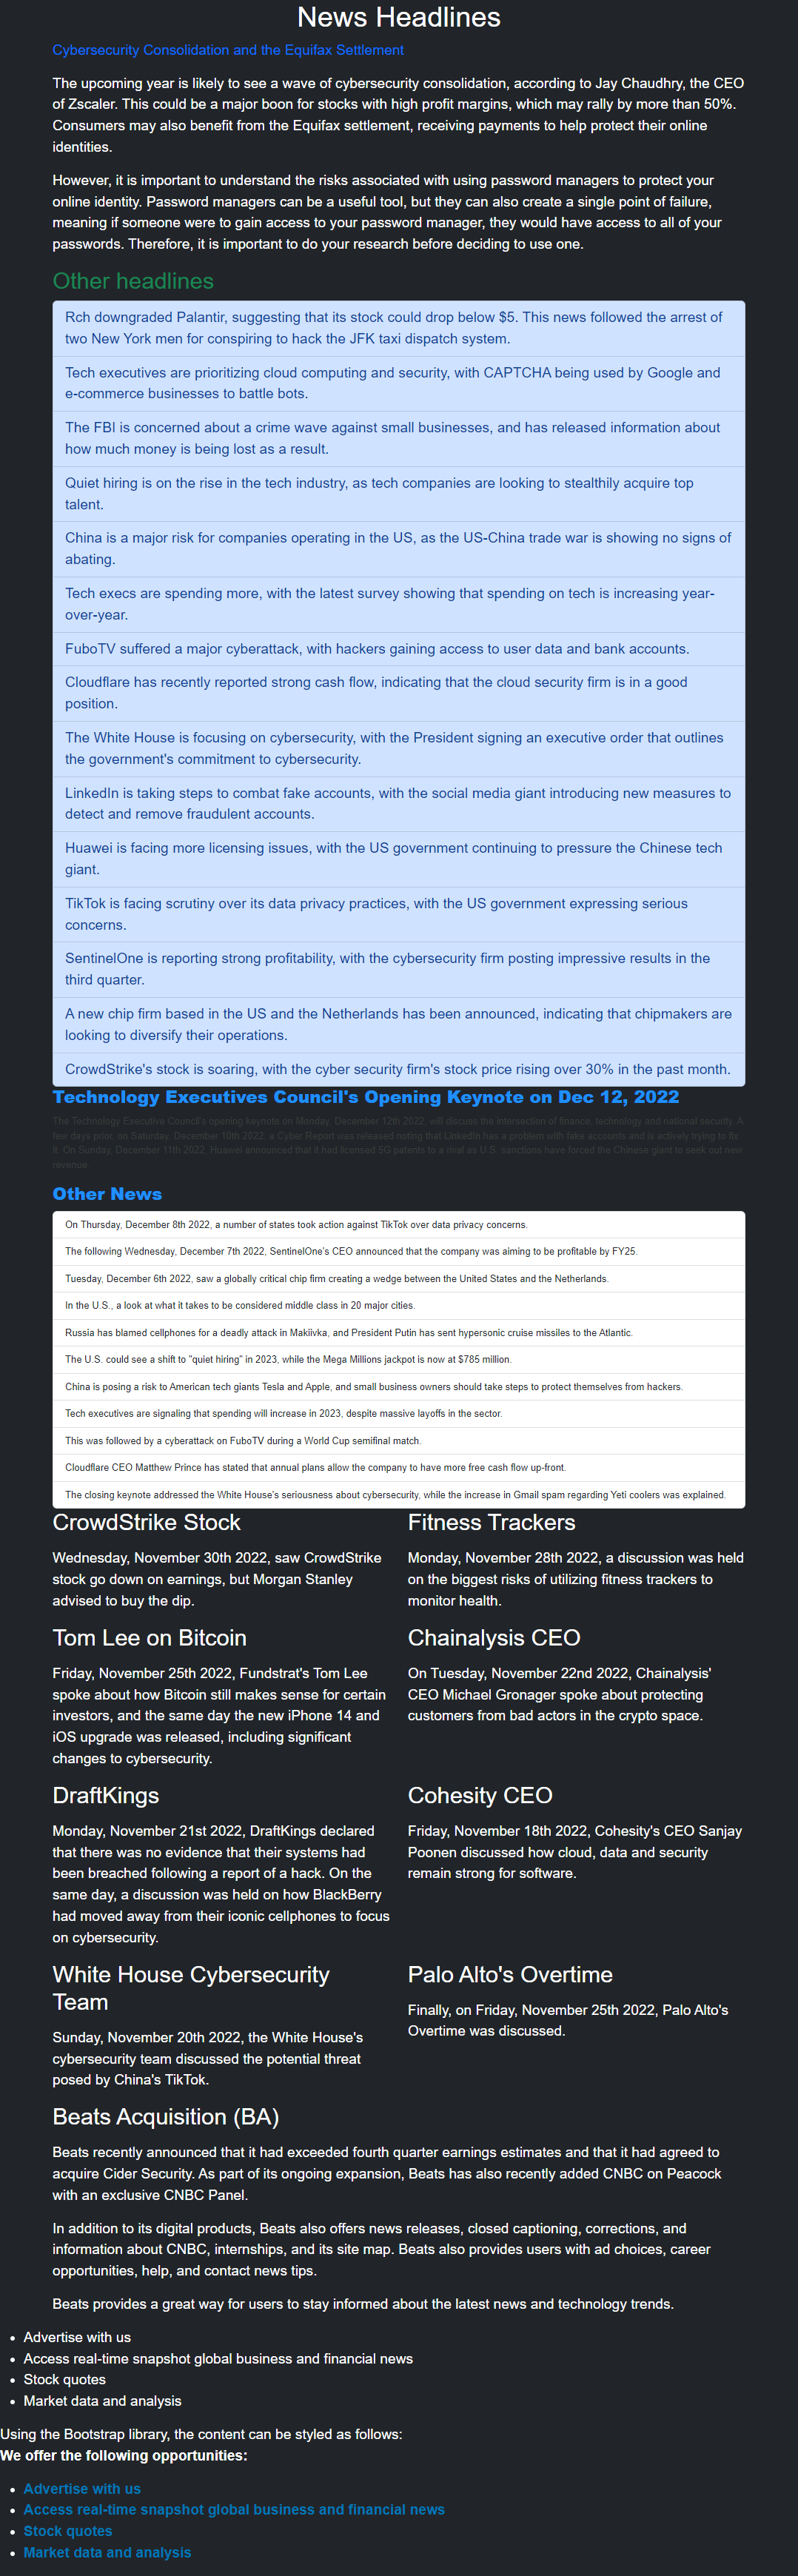 News Headlines
Cybersecurity Consolidation and the Equifax Settlement
The upcoming year is likely to see a wave of cybersecurity consolidation, according to Jay Chaudhry, the CEO
of Zscaler. This could be a major boon for stocks with high profit margins, which may rally by more than 50%.
Consumers may also benefit from the Equifax settlement, receiving payments to help protect their online
identities.
However, it is important to understand the risks associated with using password managers to protect your
online identity. Password managers can be a useful tool, but they can also create a single point of failure,
meaning if someone were to gain access to your password manager, they would have access to all of your
passwords. Therefore, it is important to do your research before deciding to use one.
Other headlines
Rch downgraded Palantir, suggesting that its stock could drop below $5. This news followed the arrest of
two New York men for conspiring to hack the JFK taxi dispatch system.
Tech executives are prioritizing cloud computing and security, with CAPTCHA being used by Google and
e-commerce businesses to battle bots.
The FBI is concerned about a crime wave against small businesses, and has released information about
how much money is being lost as a result.
Quiet hiring is on the rise in the tech industry, as tech companies are looking to stealthily acquire top
talent.
China is a major risk for companies operating in the US, as the US-China trade war is showing no signs of
abating.
Tech execs are spending more, with the latest survey showing that spending on tech is increasing year-
over-year.
FuboTV suffered a major cyberattack, with hackers gaining access to user data and bank accounts.
Cloudflare has recently reported strong cash flow, indicating that the cloud security firm is in a good
position.
The White House is focusing on cybersecurity, with the President signing an executive order that outlines
the government's commitment to cybersecurity.
LinkedIn is taking steps to combat fake accounts, with the social media giant introducing new measures to
detect and remove fraudulent accounts.
Huawei is facing more licensing issues, with the US government continuing to pressure the Chinese tech
giant.
TikTok is facing scrutiny over its data privacy practices, with the US government expressing serious
concerns.
SentinelOne is reporting strong profitability, with the cybersecurity firm posting impressive results in the
third quarter.
A new chip firm based in the US and the Netherlands has been announced, indicating that chipmakers are
looking to diversify their operations.
CrowdStrike's stock is soaring, with the cyber security firm's stock price rising over 30% in the past month.
Technology Executives Council's Opening Keynote on Dec 12, 2022
The Technology Executive Council's opening keynote on Monday, December 12th 2022, will discuss the intersection of finance, technology and national security. A
few days prior, on Saturday, December 10th 2022, a Cyber Report was released noting that LinkedIn has a problem with fake accounts and is actively trying to fix
it. On Sunday, December 11th 2022, Huawei announced that it had licensed 5G patents to a rival as U.S. sanctions have forced the Chinese giant to seek out new
revenue.
Other News
On Thursday, December 8th 2022, a number of states took action against TikTok over data privacy concerns.
The following Wednesday, December 7th 2022, SentinelOne's CEO announced that the company was aiming to be profitable by FY25.
Tuesday, December 6th 2022, saw a globally critical chip firm creating a wedge between the United States and the Netherlands.
In the U.S., a look at what it takes to be considered middle class in 20 major cities.
Russia has blamed cellphones for a deadly attack in Makiivka, and President Putin has sent hypersonic cruise missiles to the Atlantic.
The U.S. could see a shift to "quiet hiring" in 2023, while the Mega Millions jackpot is now at $785 million.
China is posing a risk to American tech giants Tesla and Apple, and small business owners should take steps to protect themselves from hackers.
Tech executives are signaling that spending will increase in 2023, despite massive layoffs in the sector.
This was followed by a cyberattack on FuboTV during a World Cup semifinal match.
Cloudflare CEO Matthew Prince has stated that annual plans allow the company to have more free cash flow up-front.
The closing keynote addressed the White House's seriousness about cybersecurity, while the increase in Gmail spam regarding Yeti coolers was explained.
CrowdStrike Stock
Wednesday, November 30th 2022, saw CrowdStrike
stock go down on earnings, but Morgan Stanley
advised to buy the dip.
Fitness Trackers
Monday, November 28th 2022, a discussion was held
on the biggest risks of utilizing fitness trackers to
monitor health.
Tom Lee on Bitcoin
Friday, November 25th 2022, Fundstrat's Tom Lee
spoke about how Bitcoin still makes sense for certain
investors, and the same day the new iPhone 14 and
iOS upgrade was released, including significant
changes to cybersecurity.
Chainalysis CEO
On Tuesday, November 22nd 2022, Chainalysis'
CEO Michael Gronager spoke about protecting
customers from bad actors in the crypto space.
DraftKings
Monday, November 21st 2022, DraftKings declared
that there was no evidence that their systems had
been breached following a report of a hack. On the
same day, a discussion was held on how BlackBerry
had moved away from their iconic cellphones to focus
on cybersecurity.
Cohesity CEO
Friday, November 18th 2022, Cohesity's CEO Sanjay
Poonen discussed how cloud, data and security
remain strong for software.
White House Cybersecurity
Team
Sunday, November 20th 2022, the White House's
cybersecurity team discussed the potential threat
posed by China's TikTok.
Palo Alto's Overtime
Finally, on Friday, November 25th 2022, Palo Alto's
Overtime was discussed.
Beats Acquisition (BA)
Beats recently announced that it had exceeded fourth quarter earnings estimates and that it had agreed to
acquire Cider Security. As part of its ongoing expansion, Beats has also recently added CNBC on Peacock
with an exclusive CNBC Panel.
In addition to its digital products, Beats also offers news releases, closed captioning, corrections, and
information about CNBC, internships, and its site map. Beats also provides users with ad choices, career
opportunities, help, and contact news tips.
Beats provides a great way for users to stay informed about the latest news and technology trends.
• Advertise with us
• Access real-time snapshot global business and financial news
• Stock quotes
• Market data and analysis
Using the Bootstrap library, the content can be styled as follows:
We offer the following opportunities:
• Advertise with us
• Access real-time snapshot global business and financial news
• Stock quotes
• Market data and analysis